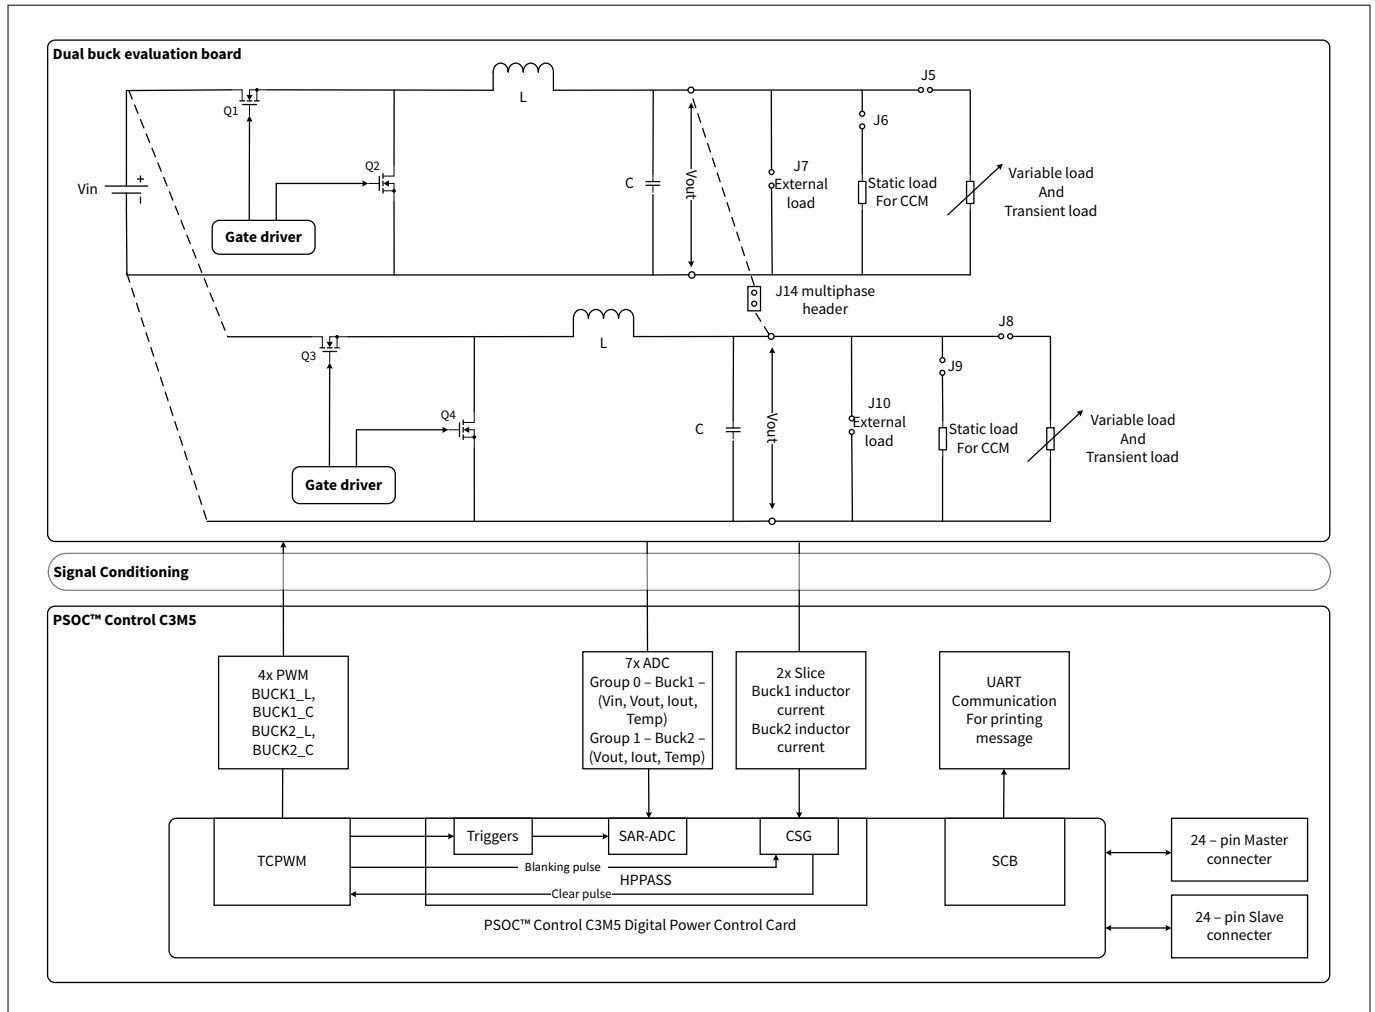 Dual buck evaluation board
J5
L
Q1
J6
Q2
J7
External
load
Vin
+
C
Vout
Static load
For CCM
Variable load
And
Transient load
Gate driver
J14 multiphase
header
J8
L
Q3
J9
Q4
J10
External
load
C
Vout
Static load
For CCM
Variable load
And
Transient load
Gate driver
Signal Conditioning
PSOC™ Control C3M5
4x PWM
BUCK1_L,
BUCK1_C
BUCK2_L,
BUCK2_C
7x ADC
Group 0 – Buck1 –
(Vin, Vout, Iout,
Temp)
Group 1 – Buck2 –
(Vout, Iout, Temp)
2x Slice
Buck1 inductor
current
Buck2 inductor
current
UART
Communication
For printing
message
TCPWM
Triggers
SAR-ADC
CSG
Blanking pulse
HPPASS
Clear pulse
SCB
PSOC™ Control C3M5 Digital Power Control Card
24 – pin Master
connecter
24 – pin Slave
connecter